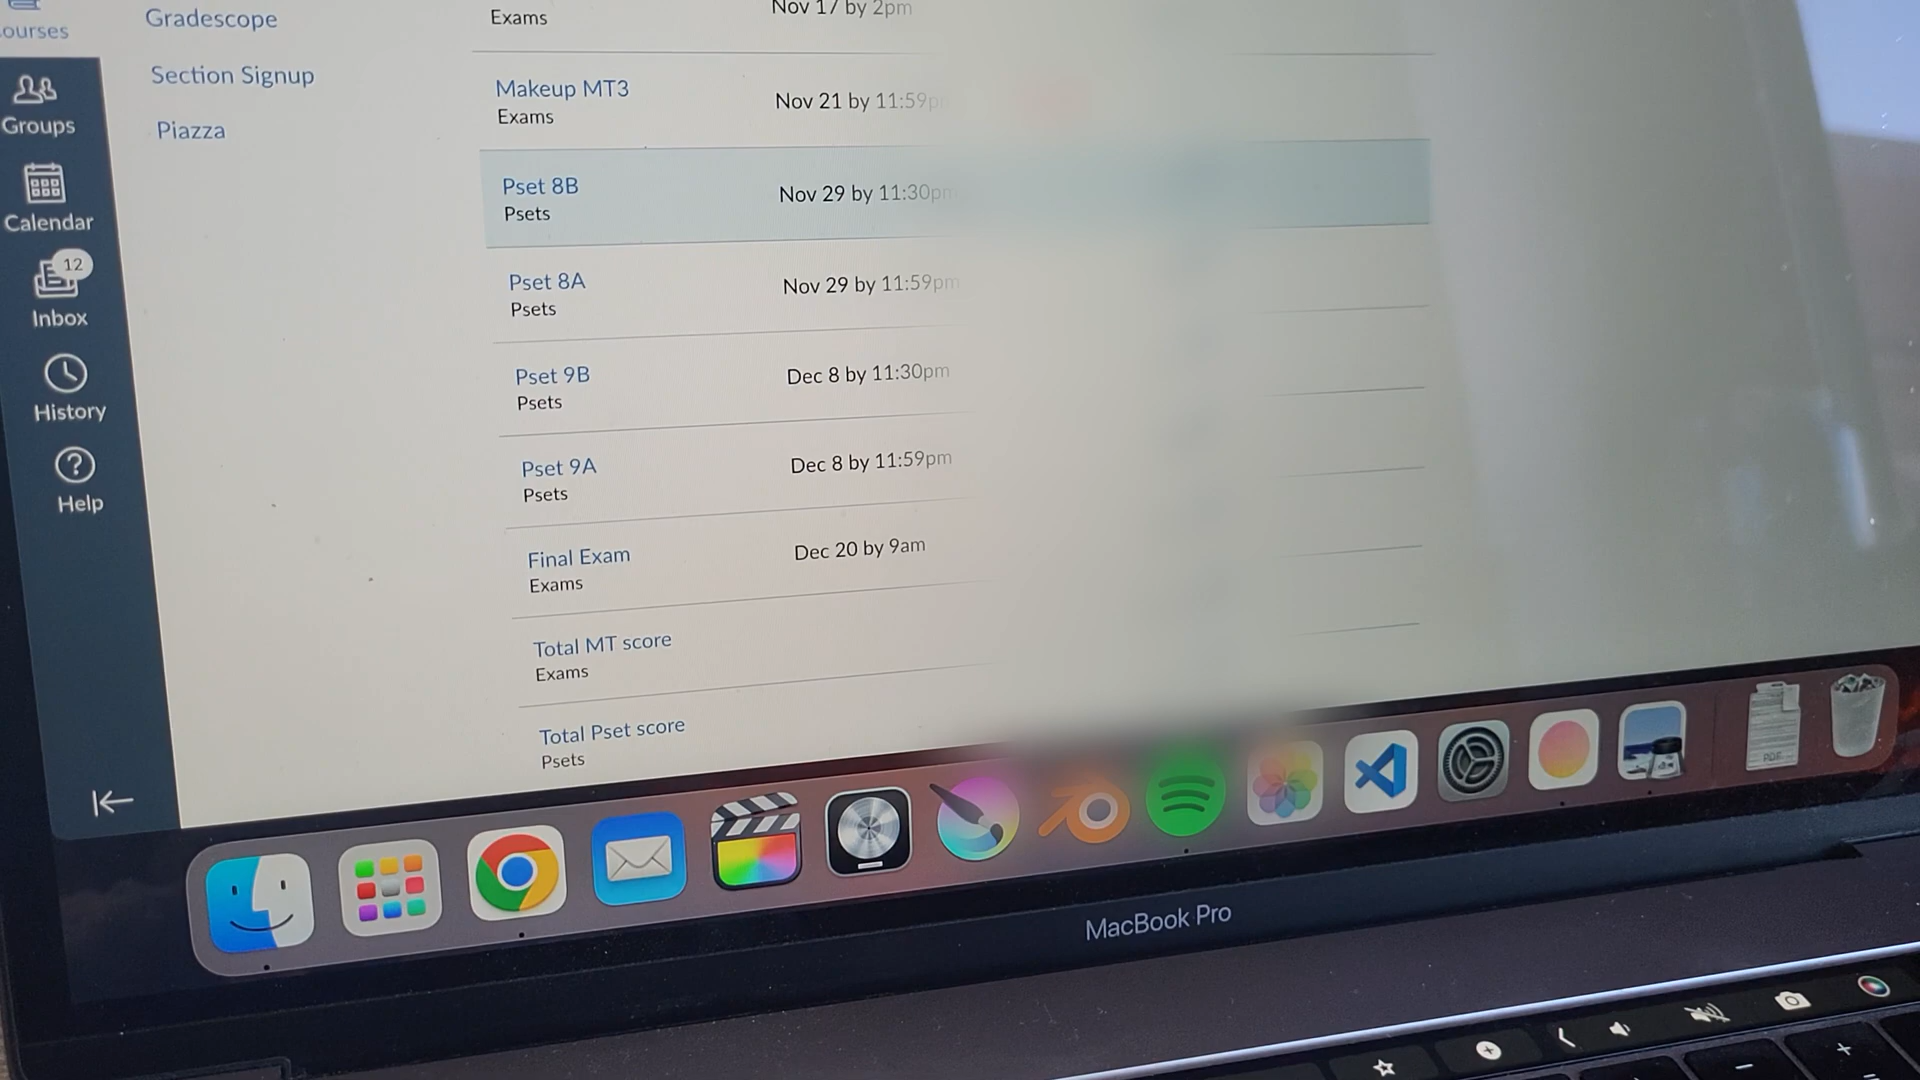 Gradescope
Exams
Nov 17 by 2pm
Section Signup
Makeup MT3
Exams
Nov 21 by 11:59pm
Groups
Piazza
Pset 8B
Psets
Nov 29 by 11:30pm
Calendar
12
Inbox
Pset 8A
Psets
Nov 29 by 11:59pm
Pset 9B
Psets
Dec 8 by 11:30pm
History
Pset 9A
Psets
Dec 8 by 11:59pm
Help
Final Exam
Exams
Dec 20 by 9am
Total MT score
Exams
Total Pset score
Psets
PDF
MacBook Pro